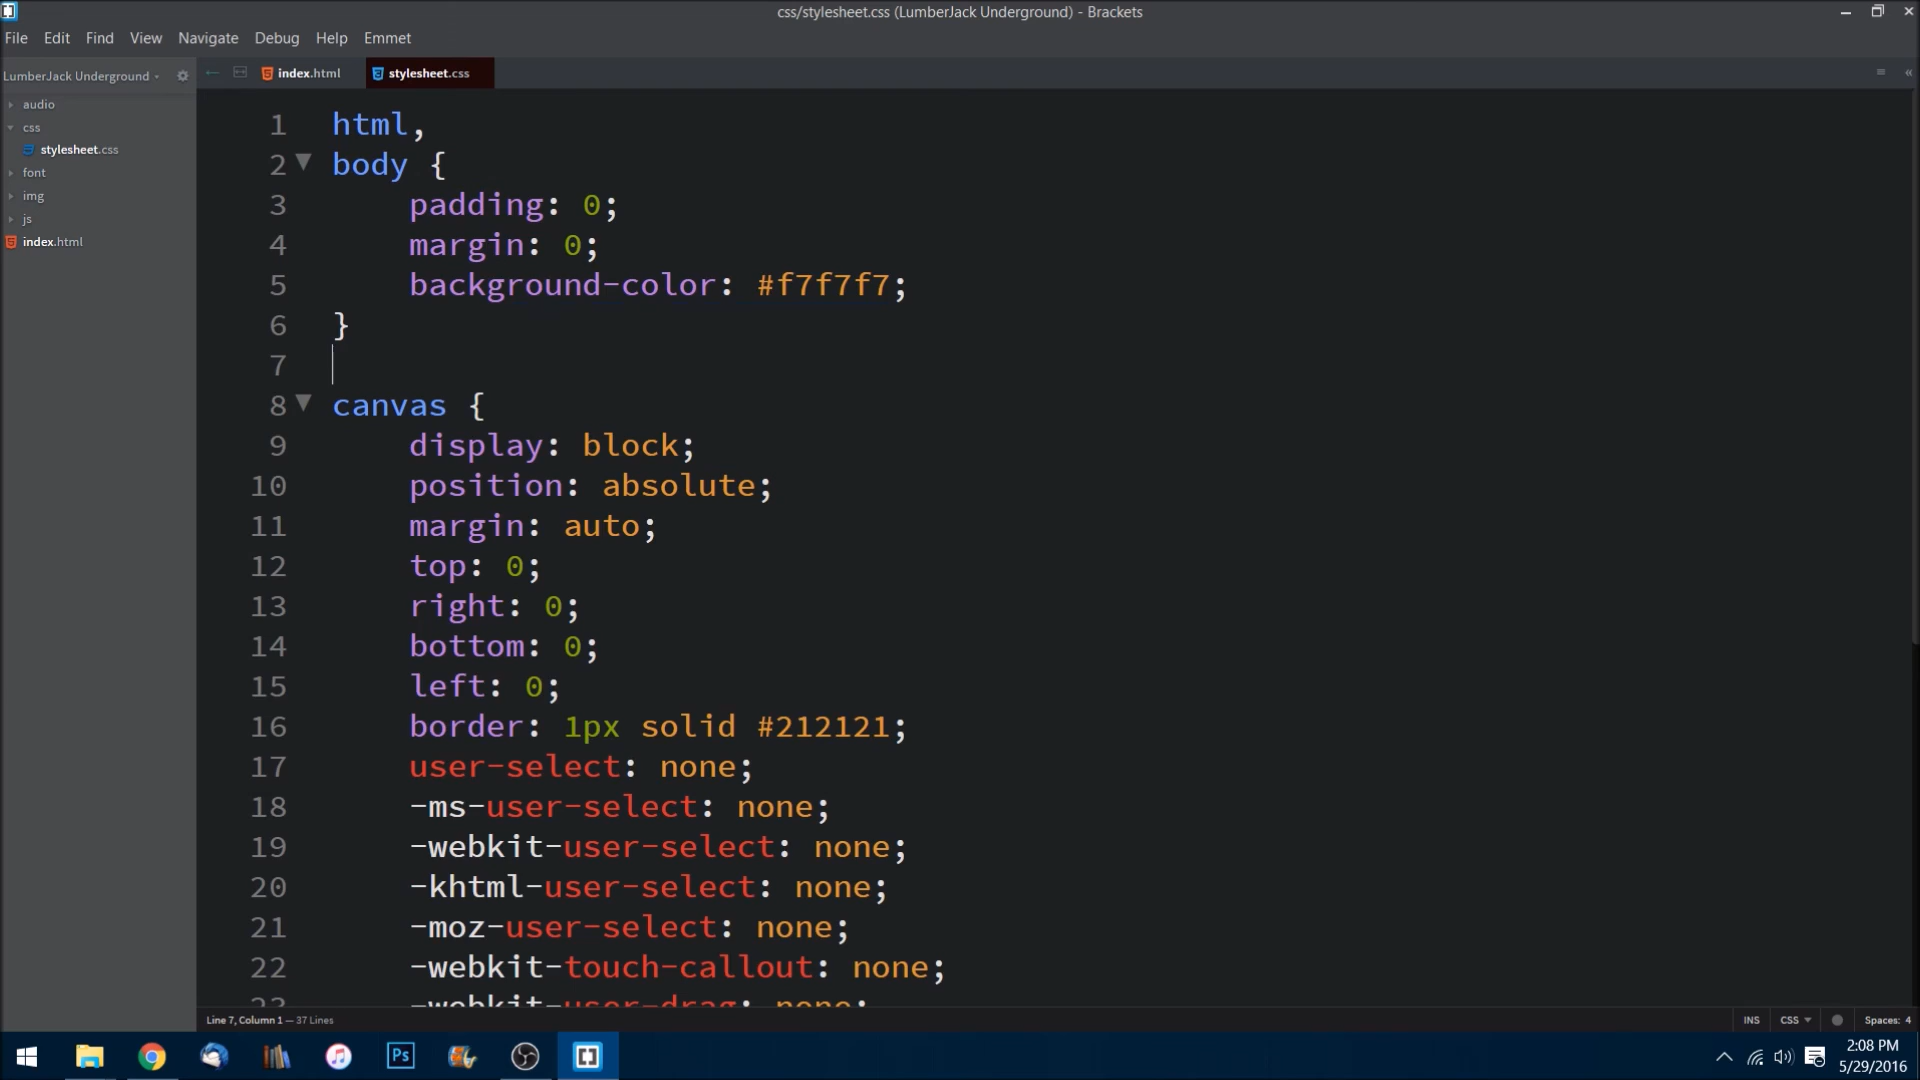 css/stylesheet.css (LumberJack Underground) - Brackets
File Edit Find View Navigate Debug Help Emmet
LumberJack Underground
index.html stylesheet.css
audio
css
stylesheet.css
font
img
js
index.html
1 html,
2 body {
3 padding: 0;
4 margin: 0;
5 background-color: #f7f7f7;
6 }
7
8 canvas {
9 display: block;
10 position: absolute;
11 margin: auto;
12 top: 0;
13 right: 0;
14 bottom: 0;
15 left: 0;
16 border: 1px solid #212121;
17 user-select: none;
18 -ms-user-select: none;
19 -webkit-user-select: none;
20 -khtml-user-select: none;
21 -moz-user-select: none;
22 -webkit-touch-callout: none;
23 -webkit-user-drag: none;
Line 7, Column 1 — 37 Lines
INS CSS Spaces: 4
Ps
2:08 PM
5/29/2016